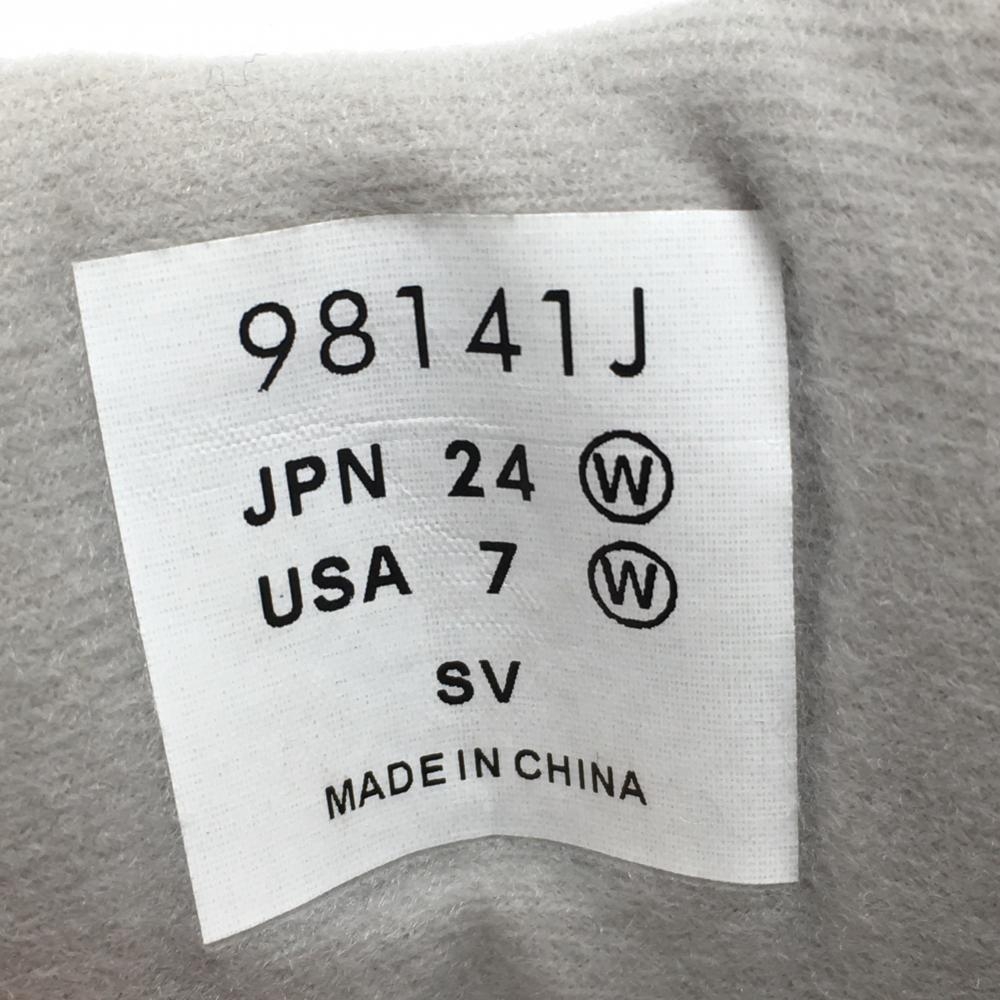 98141J
JPN 24 Ⓦ
USA 7 Ⓦ
SV
MADE IN CHINA